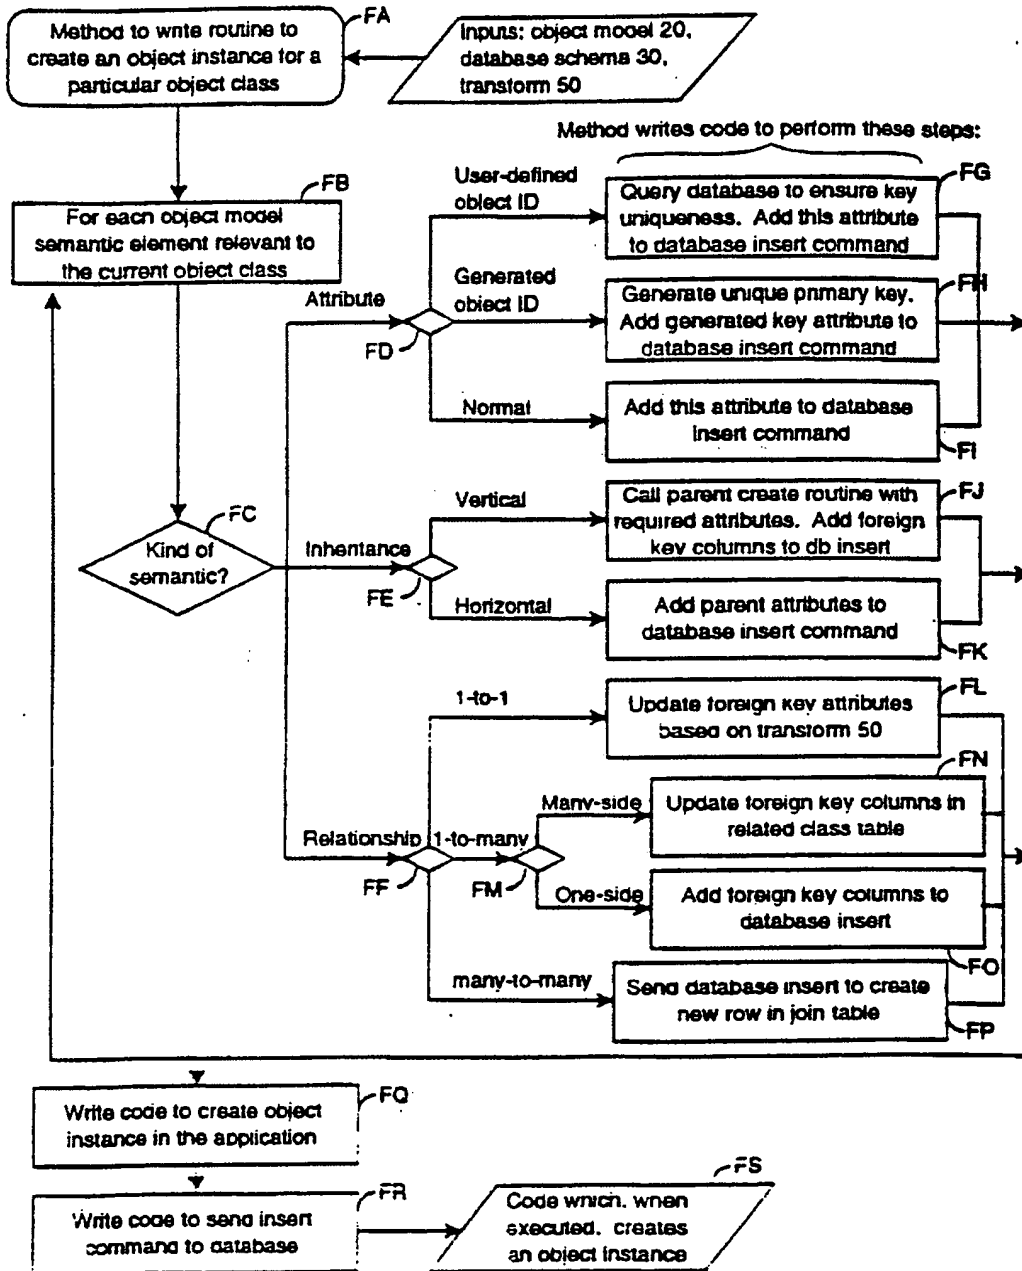 FA
Method to write routine to
create an object instance for a
particular object class
Inputs: object model 20,
database schema 30,
transform 50
Method writes code to perform these steps:
FB
For each object model
semantic element relevant to
the current object class
User-defined
object ID
FG
Query database to ensure key
uniqueness. Add this attribute
to database insert command
Attribute
FD
Generated
object ID
FH
Generate unique primary key.
Add generated key attribute to
database insert command
Normal
Add this attribute to database
insert command
FI
FC
Kind of
semantic?
Inheritance
FE
Vertical
FJ
Call parent create routine with
required attributes. Add foreign
key columns to db insert
Horizontal
Add parent attributes to
database insert command
FK
1-to-1
FL
Update foreign key attributes
based on transform 50
Relationship
FF
1-to-many
FM
Many-side
FN
Update foreign key columns in
related class table
One-side
Add foreign key columns to
database insert
FO
many-to-many
Send database insert to create
new row in join table
FP
FQ
Write code to create object
instance in the application
FR
Write code to send insert
command to database
FS
Code which, when
executed, creates
an object instance